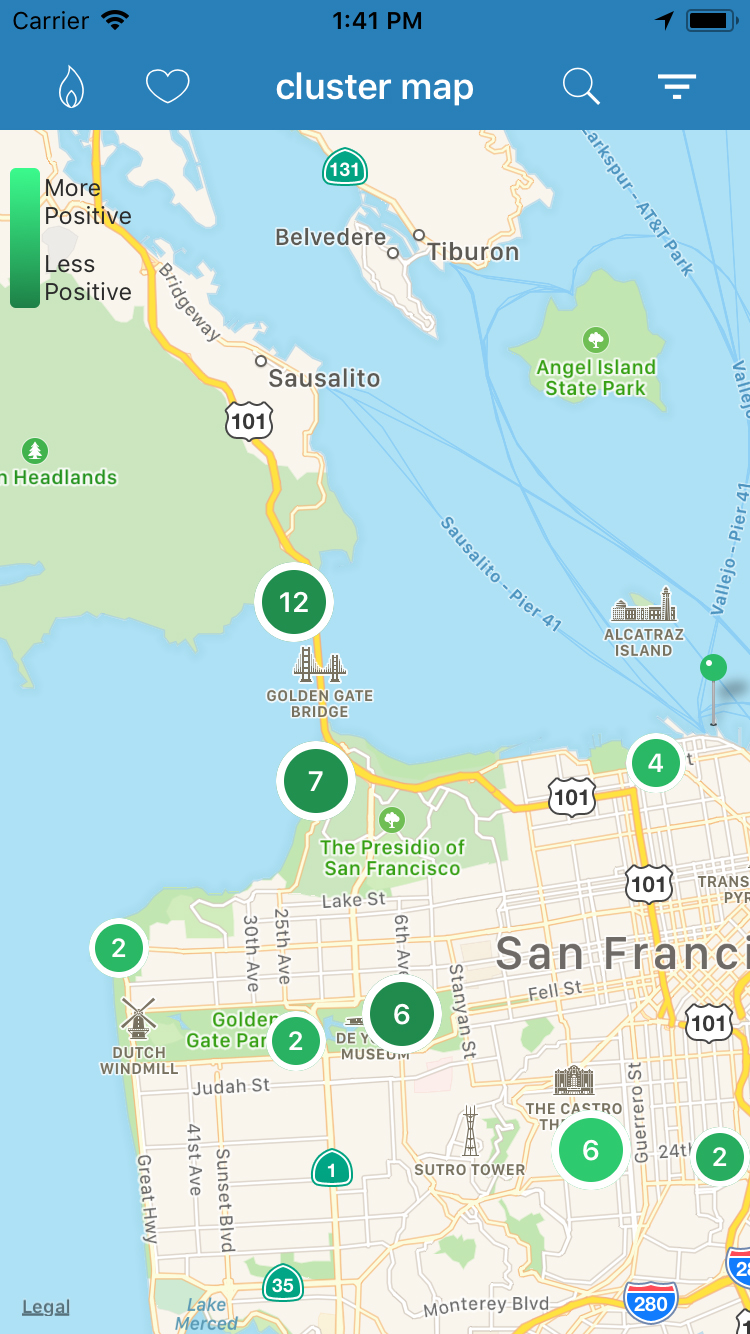 Carrier
1:41 PM
cluster map
131
More
Positive
Less
Positive
Belvedere
Tiburon
arkspur - AT&T Park
Bridgeway
Angel Island
State Park
Vallejo
Sausalito
101
n Headlands
Sausalito - Pier 41
Vallejo - Pier 41
12
ALCATRAZ
ISLAND
GOLDEN GATE
BRIDGE
7
4
t
101
The Presidio of
San Francisco
Lake St
101
TRANS
PYR
30th Ave
25th Ave
6th Ave
2
San Franci
Stanyan St
Fell St
6
101
Golden
Gate Par
2
DE YO
MUSEUM
DUTCH
WINDMILL
Judah St
THE CASTRO
THE
Guerrero St
6
24th
2
41st Ave
Sunset Blvd
Great Hwy
1
SUTRO TOWER
35
28
280
Monterey Blvd
Legal
Lake
Merced
1